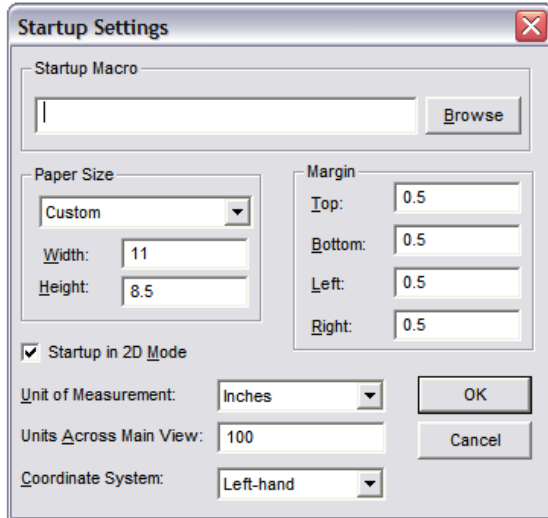 Startup Settings
Startup Macro
Browse
Paper Size
Custom
Width: 11
Height: 8.5
Margin
Top: 0.5
Bottom: 0.5
Left: 0.5
Right: 0.5
Startup in 2D Mode
Unit of Measurement: Inches
OK
Units Across Main View: 100
Cancel
Coordinate System: Left-hand